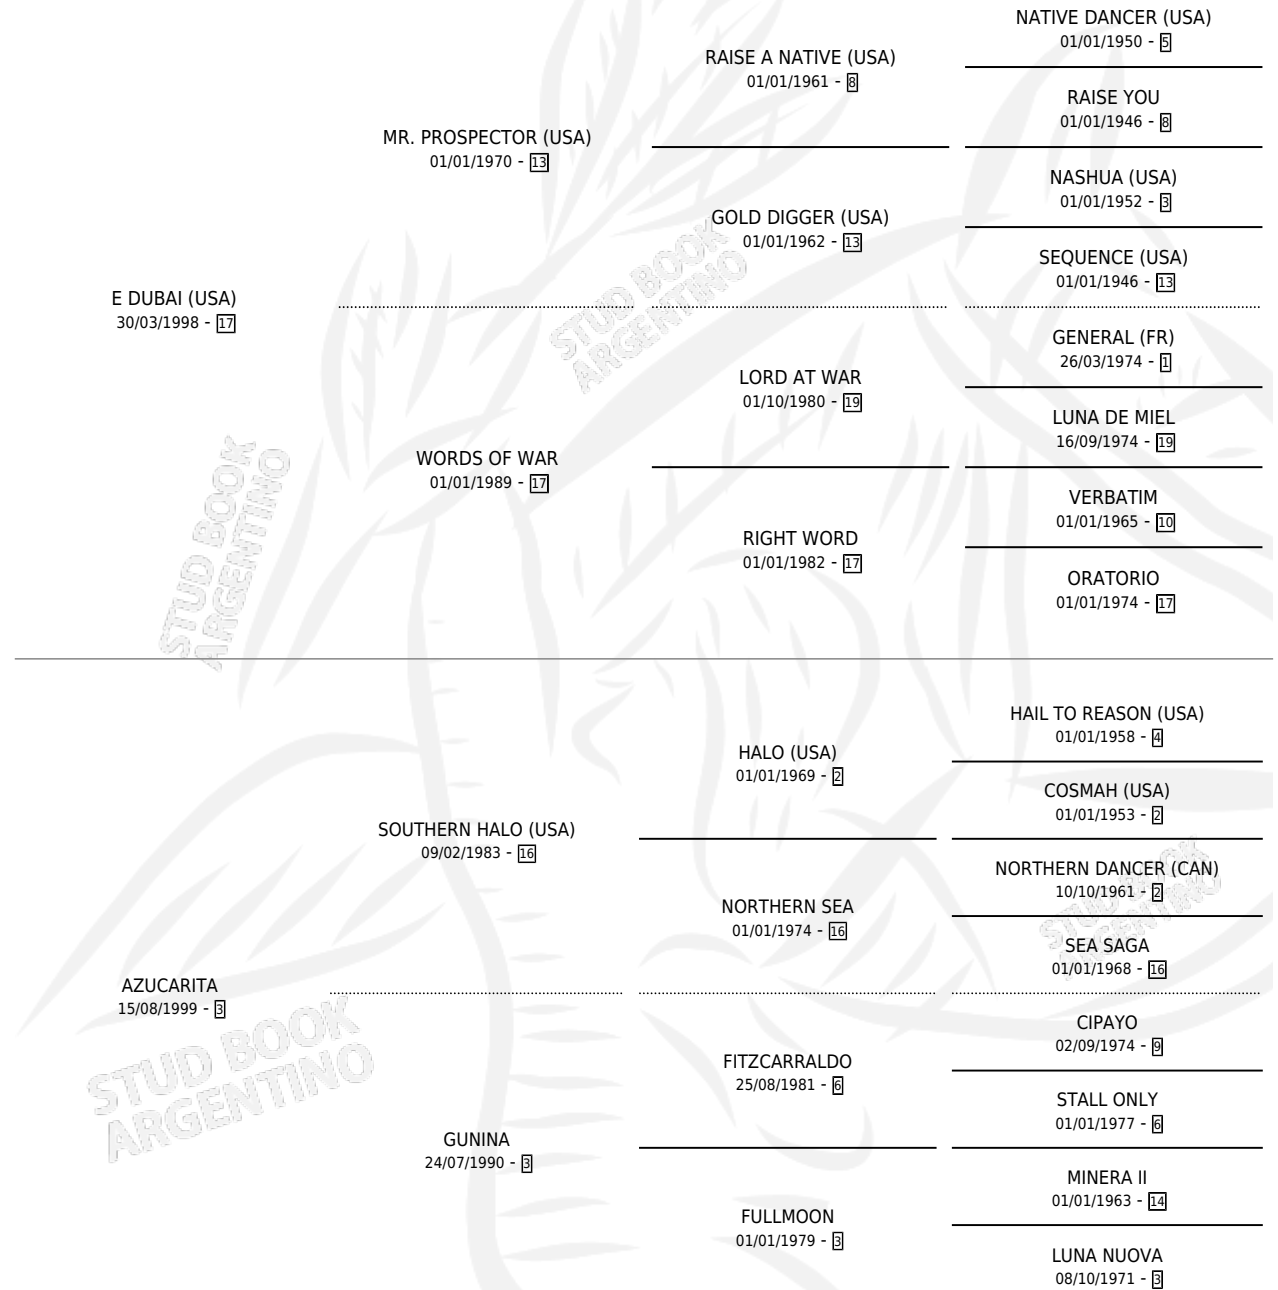 NATIVE DANCER (USA)
01/01/1950 - 5
RAISE A NATIVE (USA)
01/01/1961 - 8
RAISE YOU
01/01/1946 - 8
MR. PROSPECTOR (USA)
01/01/1970 - 13
NASHUA (USA)
01/01/1952 - 3
GOLD DIGGER (USA)
01/01/1962 - 13
SEQUENCE (USA)
01/01/1946 - 13
E DUBAI (USA)
30/03/1998 - 17
GENERAL (FR)
26/03/1974 - 1
LORD AT WAR
01/10/1980 - 19
LUNA DE MIEL
16/09/1974 - 19
WORDS OF WAR
01/01/1989 - 17
VERBATIM
01/01/1965 - 10
RIGHT WORD
01/01/1982 - 17
ORATORIO
01/01/1974 - 17
HAIL TO REASON (USA)
01/01/1958 - 4
HALO (USA)
01/01/1969 - 2
COSMAH (USA)
01/01/1953 - 2
SOUTHERN HALO (USA)
09/02/1983 - 16
NORTHERN DANCER (CAN)
10/10/1961 - 2
NORTHERN SEA
01/01/1974 - 16
SEA SAGA
01/01/1968 - 16
AZUCARITA
15/08/1999 - 3
CIPAYO
02/09/1974 - 9
FITZCARRALDO
25/08/1981 - 6
STALL ONLY
01/01/1977 - 6
GUNINA
24/07/1990 - 3
MINERA II
01/01/1963 - 14
FULLMOON
01/01/1979 - 3
LUNA NUOVA
08/10/1971 - 3
STUD BOOK
ARGENTINO
STUD BOOK
ARGENTINO
STUD BOOK
ARGENTINO
STUD BOOK
ARGENTINO